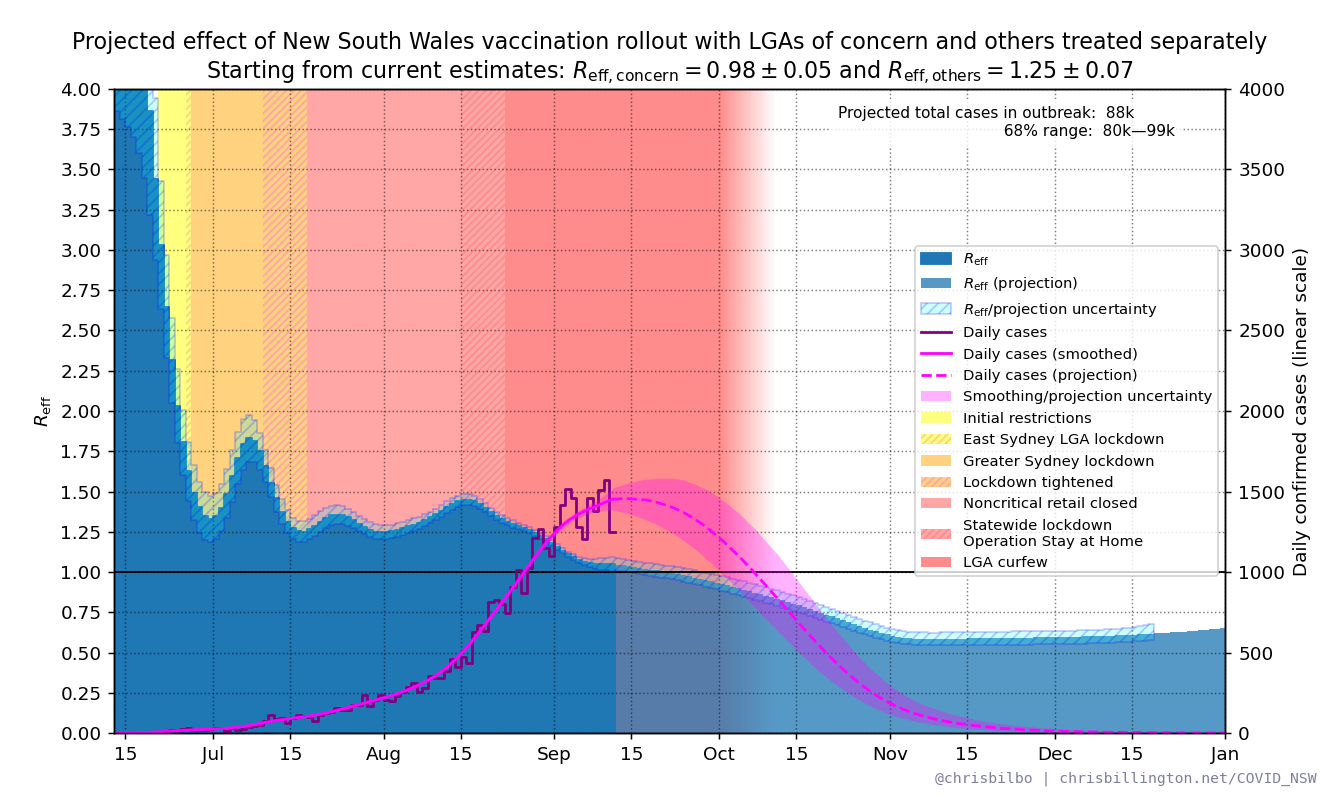 Projected effect of New South Wales vaccination rollout with LGAs of concern and others treated separately
Starting from current estimates: R_eff, concern = 0.98 ± 0.05 and R_eff, others = 1.25 ± 0.07
Projected total cases in outbreak: 88k
68% range: 80k—99k
4.00
3.75
3.50
3.25
3.00
2.75
2.50
2.25
2.00
1.75
1.50
1.25
1.00
0.75
0.50
0.25
0.00
R_eff
4000
3500
3000
2500
2000
1500
1000
500
0
Daily confirmed cases (linear scale)
R_eff
R_eff (projection)
R_eff/projection uncertainty
Daily cases
Daily cases (smoothed)
Daily cases (projection)
Smoothing/projection uncertainty
Initial restrictions
East Sydney LGA lockdown
Greater Sydney lockdown
Lockdown tightened
Noncritical retail closed
Statewide lockdown
Operation Stay at Home
LGA curfew
15 Jul 15 Aug 15 Sep 15 Oct 15 Nov 15 Dec 15 Jan
@chrisbilbo | chrisbillington.net/COVID_NSW